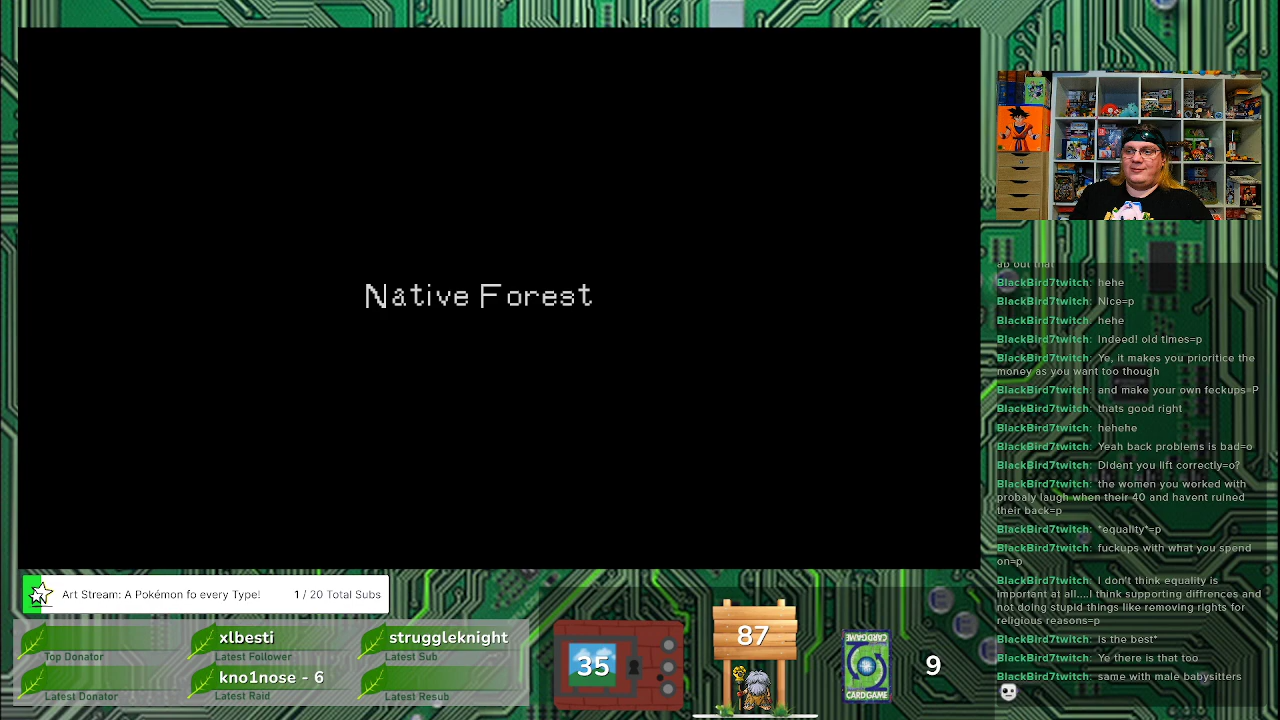 Native Forest
ab out that
BlackBird7twitch: hehe
BlackBird7twitch: Nice=p
BlackBird7twitch: hehe
BlackBird7twitch: Indeed! old times=p
BlackBird7twitch: Ye, it makes you prioritice the
money as you want too though
BlackBird7twitch: and make your own feckups=P
BlackBird7twitch: thats good right
BlackBird7twitch: hehehe
BlackBird7twitch: Yeah back problems is bad=o
BlackBird7twitch: Dident you lift correctly=o?
BlackBird7twitch: the women you worked with
probaly laugh when their 40 and havent ruined
their back=p
BlackBird7twitch: *equality*=p
BlackBird7twitch: fuckups with what you spend
on=p
BlackBird7twitch: I don't think equality is
important at all....I think supporting diffrences and
not doing stupid things like removing rights for
religious reasons=p
BlackBird7twitch: is the best*
BlackBird7twitch: Ye there is that too
BlackBird7twitch: same with male babysitters
Art Stream: A Pokémon fo every Type! 1 / 20 Total Subs
Top Donator
xlbesti
Latest Follower
struggleknight
Latest Sub
Latest Donator
kno1nose - 6
Latest Raid
Latest Resub
35
87
CARDGAME
CARDGAME
9